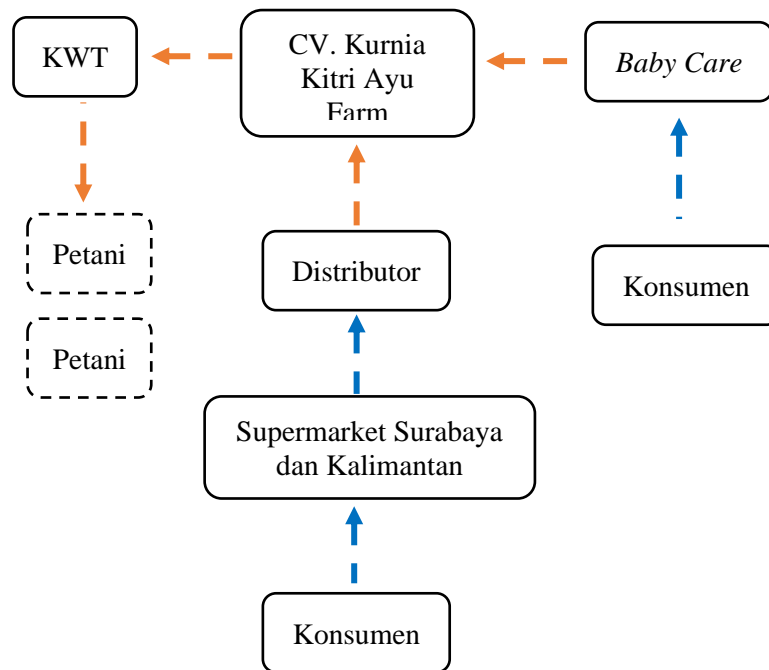 KWT
CV. Kurnia
Kitri Ayu
Farm
Baby Care
Petani
Distributor
Konsumen
Petani
Supermarket Surabaya
dan Kalimantan
Konsumen